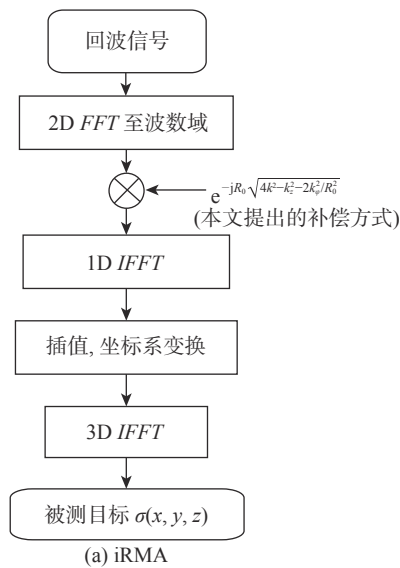 回波信号
2D FFT 至波数域
e^{-jR_0\sqrt{4k^2-k_z^2-2k_φ^2/R_0^2}}
(本文提出的补偿方式)
1D IFFT
插值, 坐标系变换
3D IFFT
被测目标 σ(x, y, z)
(a) iRMA